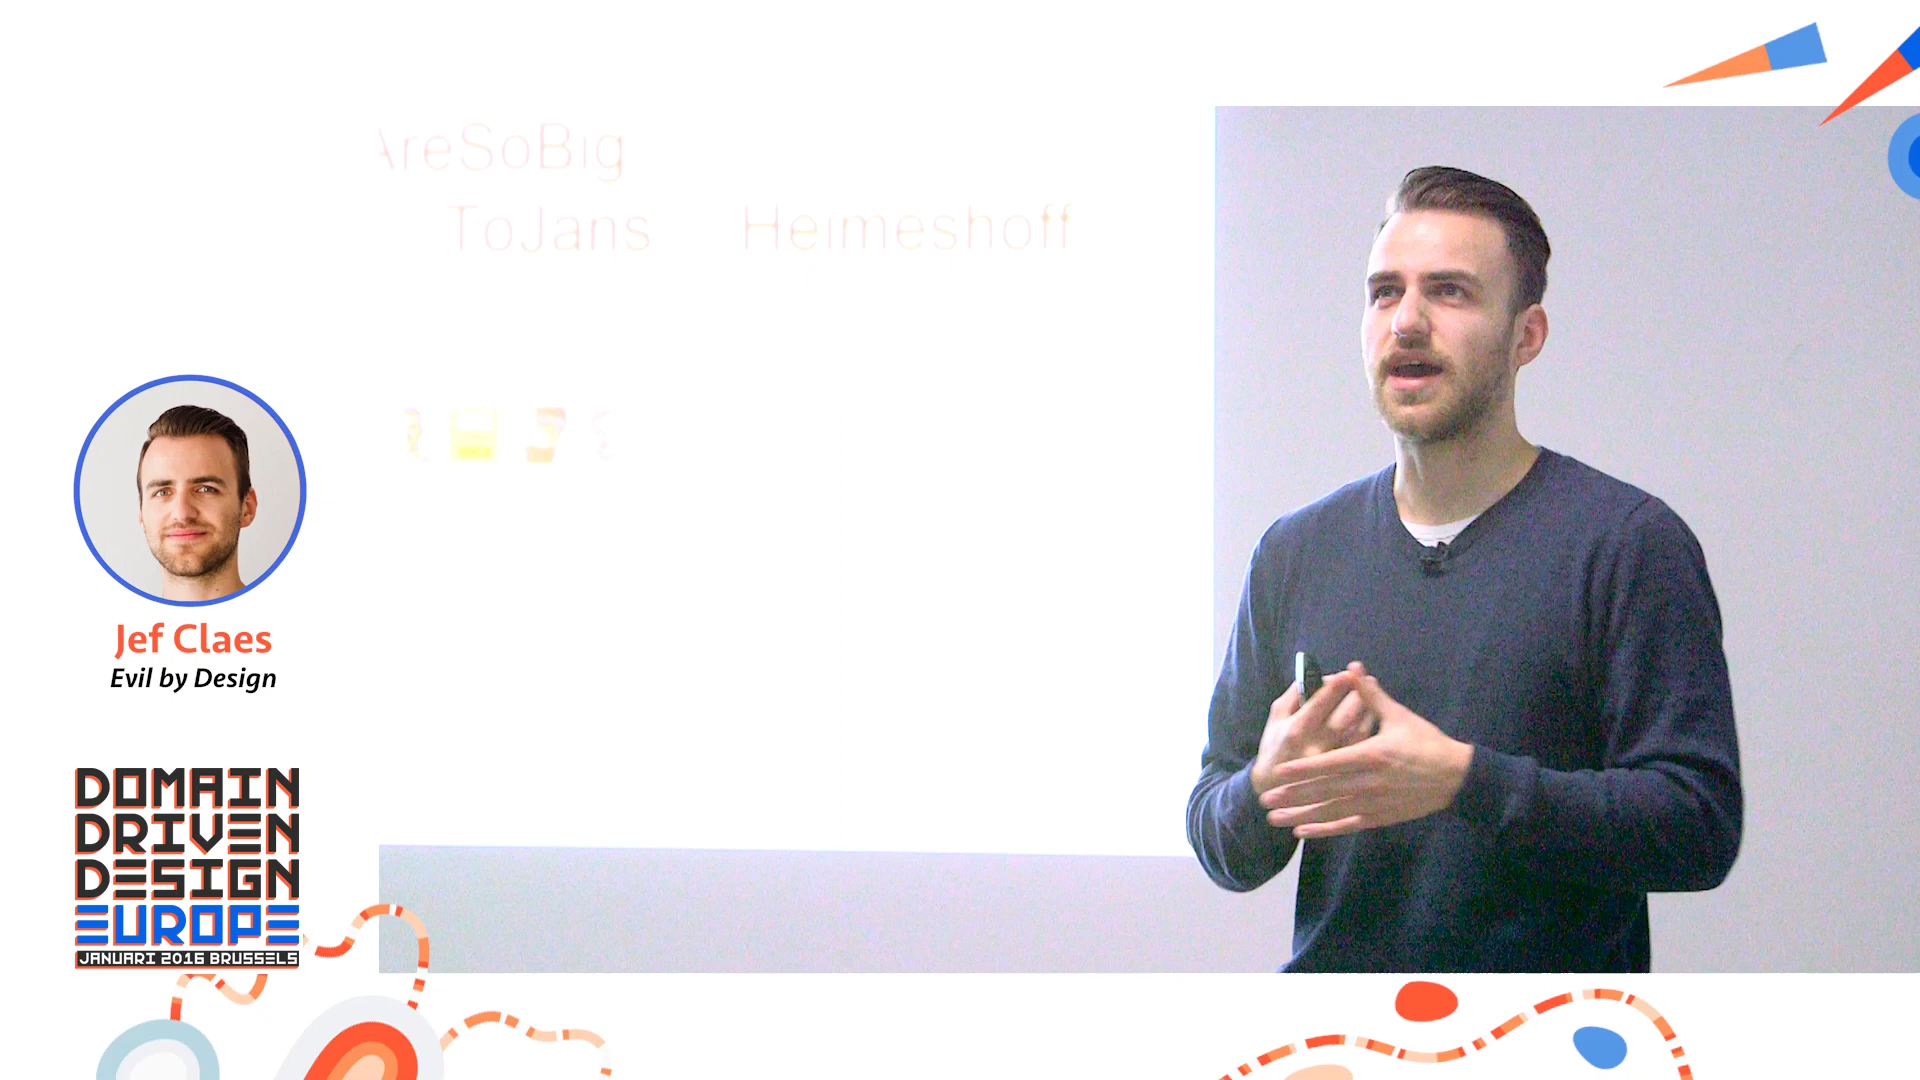 AreSoBig
ToJans Heimeshoff
Jef Claes
Evil by Design
DOMAIN
DRIVEN
DESIGN
EUROPE
JANUARI 2016 BRUSSELS